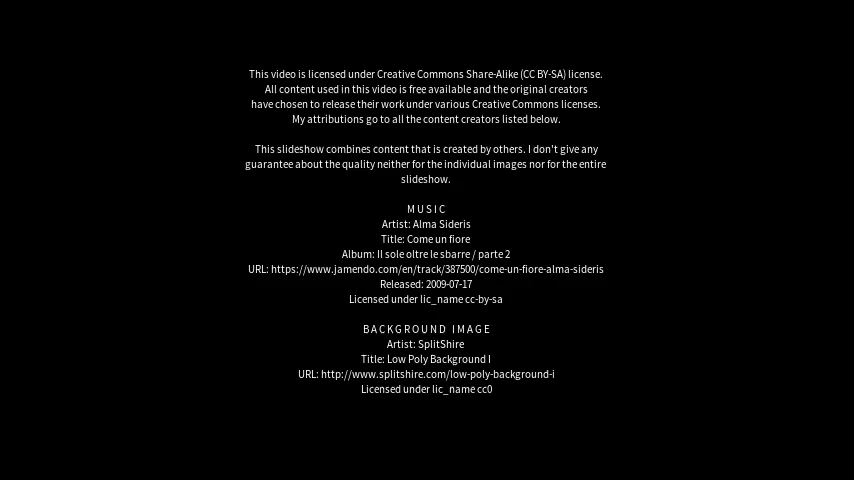 This video is licensed under Creative Commons Share-Alike (CC BY-SA) license.
All content used in this video is free available and the original creators
have chosen to release their work under various Creative Commons licenses.
My attributions go to all the content creators listed below.
This slideshow combines content that is created by others. I don't give any
guarantee about the quality neither for the individual images nor for the entire
slideshow.
MUSIC
Artist: Alma Sideris
Title: Come un fiore
Album: Il sole oltre le sbarre / parte 2
URL: https://www.jamendo.com/en/track/387500/come-un-fiore-alma-sideris
Released: 2009-07-17
Licensed under lic_name cc-by-sa
BACKGROUND IMAGE
Artist: SplitShire
Title: Low Poly Background I
URL: http://www.splitshire.com/low-poly-background-i
Licensed under lic_name cc0